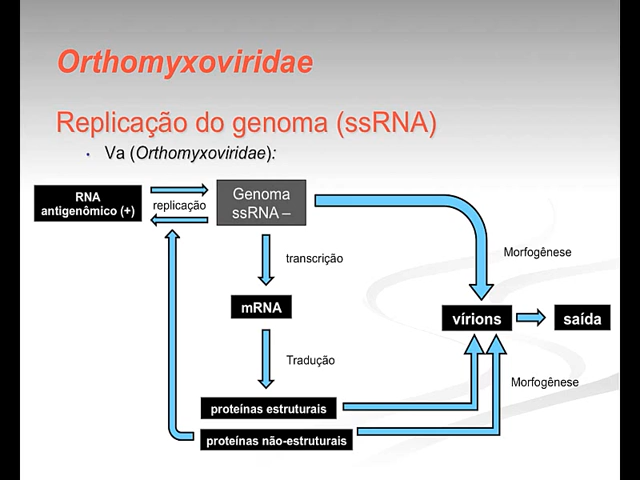 Orthomyxoviridae
Replicação do genoma (ssRNA)
• Va (Orthomyxoviridae):
RNA
antigenômico (+)
replicação
Genoma
ssRNA –
transcrição
Morfogênese
mRNA
vírions
saída
Tradução
Morfogênese
proteínas estruturais
proteínas não-estruturais